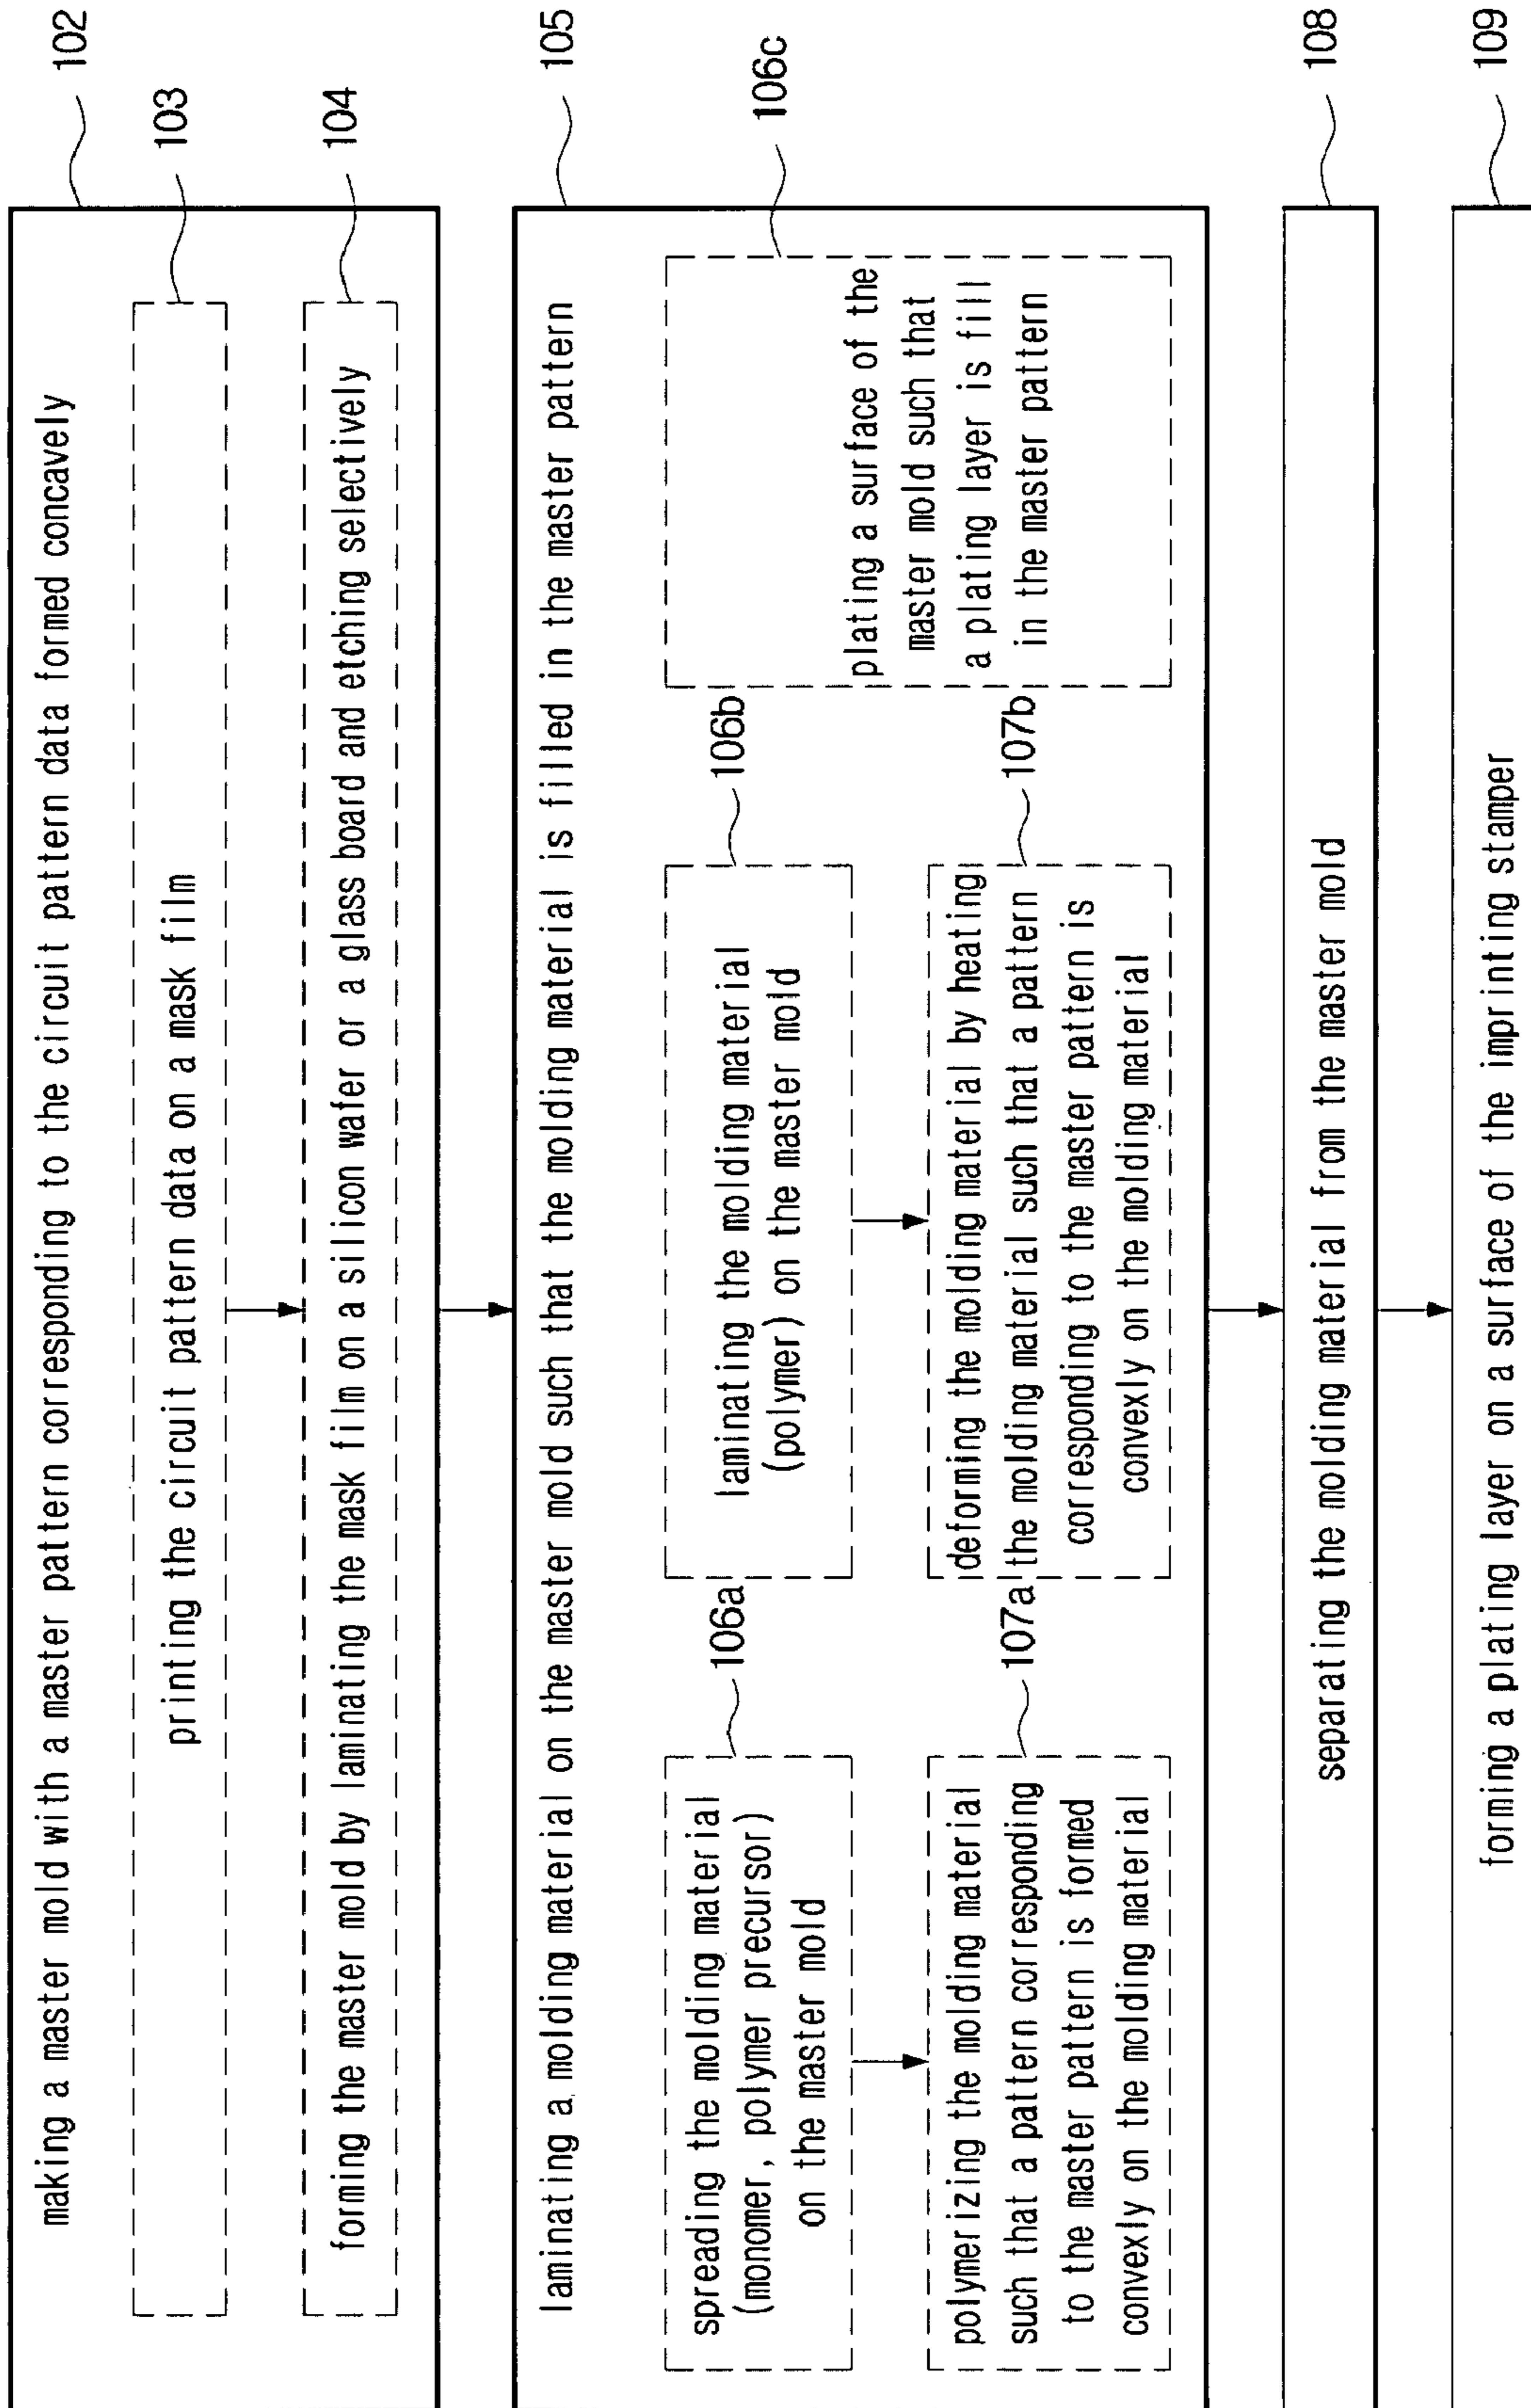 making a master mold with a master pattern corresponding to the circuit pattern data formed concavely
102
printing the circuit pattern data on a mask film
103
forming the master mold by laminating the mask film on a silicon wafer or a glass board and etching selectively
104
laminating a molding material on the master mold such that the molding material is filled in the master pattern
105
spreading the molding material
(monomer, polymer precursor)
on the master mold
106a
polymerizing the molding material
such that a pattern corresponding
to the master pattern is formed
convexly on the molding material
107a
laminating the molding material
(polymer) on the master mold
106b
deforming the molding material by heating
the molding material such that a pattern
corresponding to the master pattern is
convexly on the molding material
107b
plating a surface of the
master mold such that
a plating layer is fill
in the master pattern
106c
separating the molding material from the master mold
108
forming a plating layer on a surface of the imprinting stamper
109